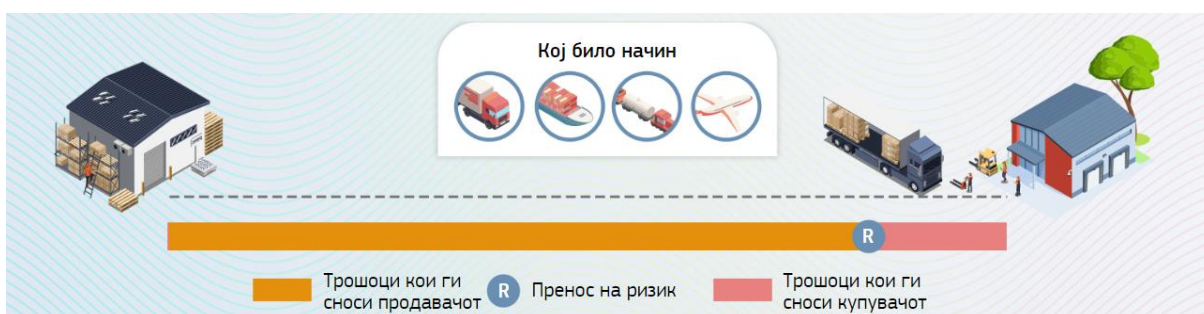 Кој било начин
R
Трошоци кои ги
сноси продавачот
R
Пренос на ризик
Трошоци кои ги
сноси купувачот